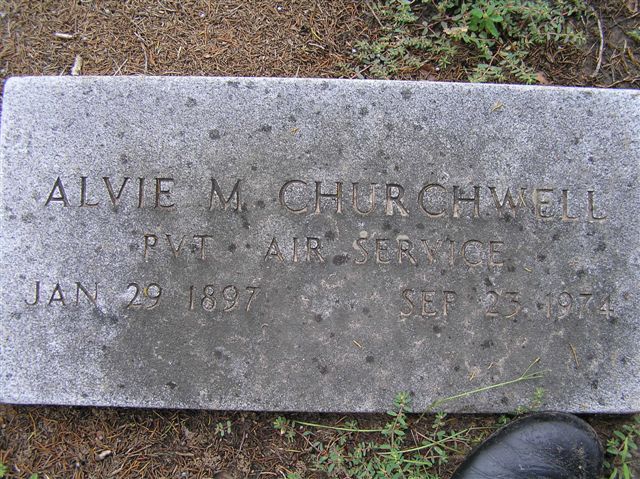 ALVIE M CHURCHWELL
PVT AIR SERVICE
JAN 29 1897 SEP 23 1974